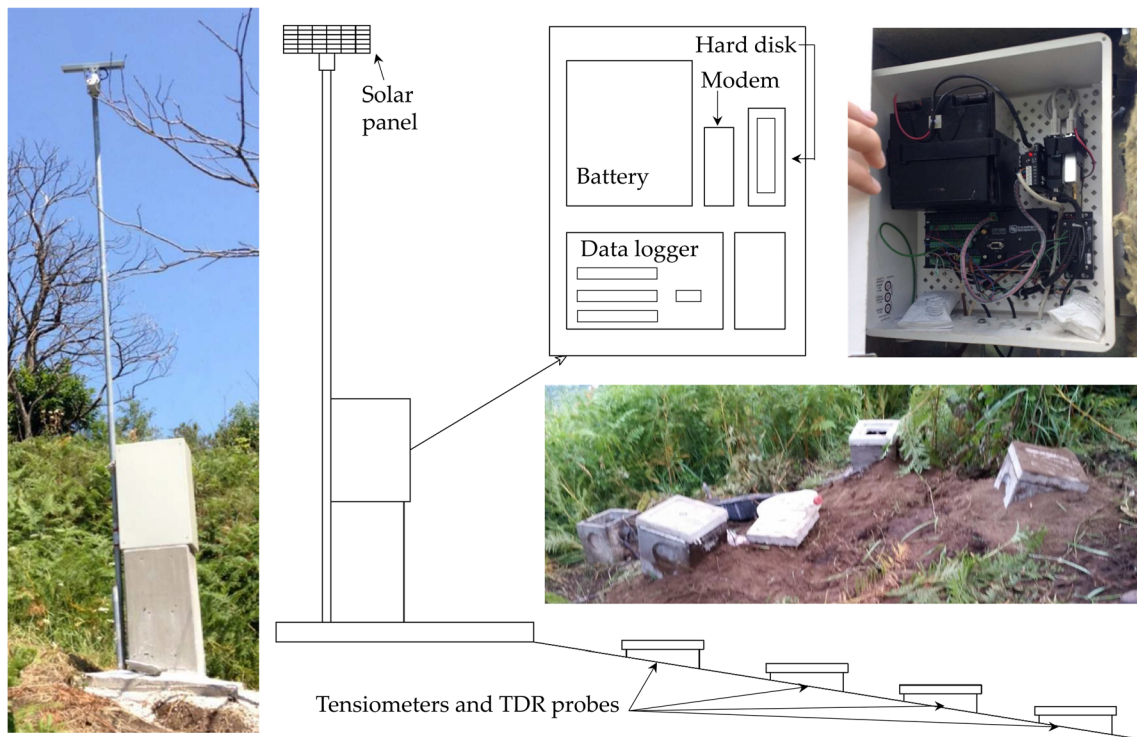 Hard disk
Modem
Solar
panel
Battery
Data logger
Tensiometers and TDR probes